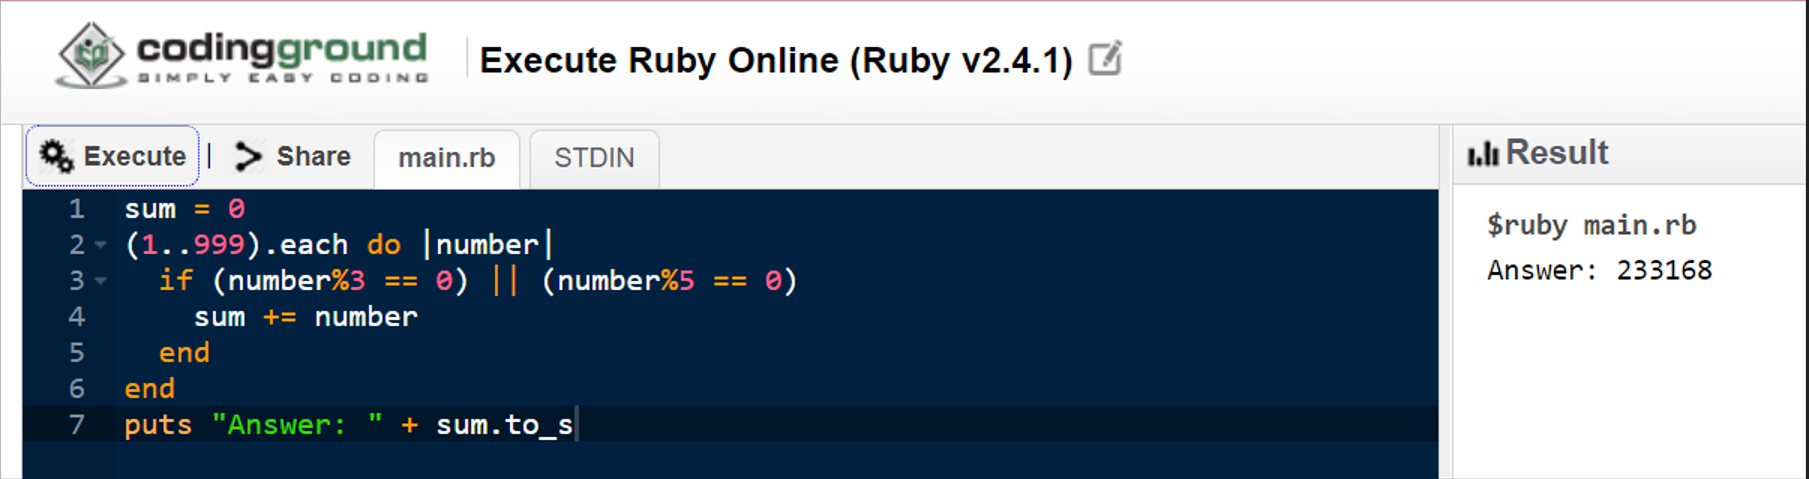 codingground
SIMPLY EASY CODING
Execute Ruby Online (Ruby v2.4.1)
Execute | Share main.rb STDIN
1 sum = 0
2 (1..999).each do |number|
3   if (number%3 == 0) || (number%5 == 0)
4     sum += number
5   end
6 end
7 puts "Answer: " + sum.to_s
Result
$ruby main.rb
Answer: 233168